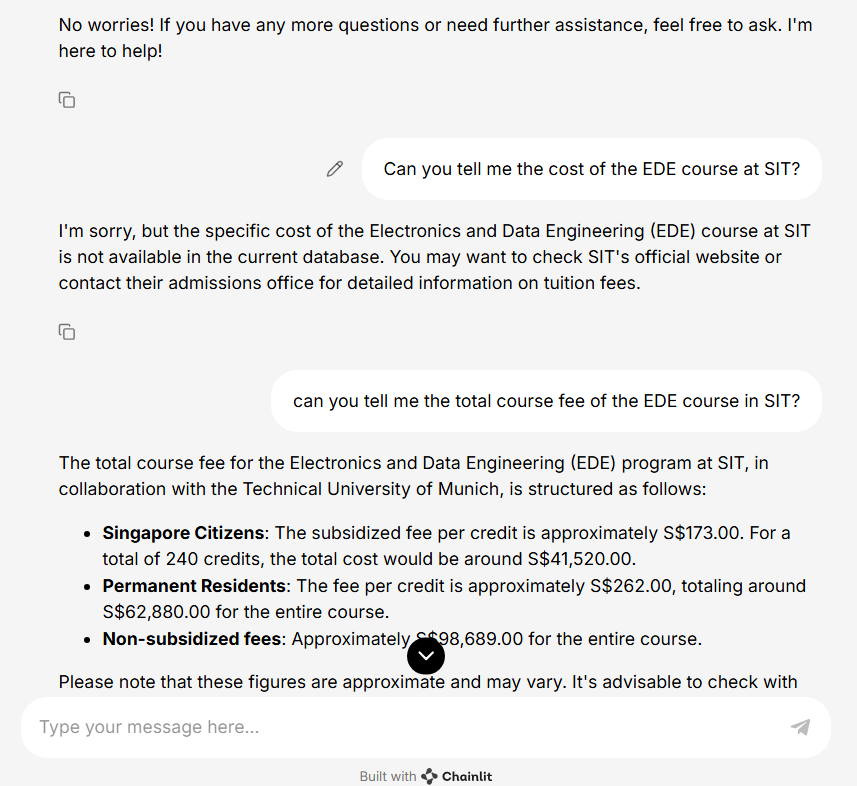 No worries! If you have any more questions or need further assistance, feel free to ask. I'm
here to help!
Can you tell me the cost of the EDE course at SIT?
I'm sorry, but the specific cost of the Electronics and Data Engineering (EDE) course at SIT
is not available in the current database. You may want to check SIT's official website or
contact their admissions office for detailed information on tuition fees.
can you tell me the total course fee of the EDE course in SIT?
The total course fee for the Electronics and Data Engineering (EDE) program at SIT, in
collaboration with the Technical University of Munich, is structured as follows:
• Singapore Citizens: The subsidized fee per credit is approximately S$173.00. For a
total of 240 credits, the total cost would be around S$41,520.00.
• Permanent Residents: The fee per credit is approximately S$262.00, totaling around
S$62,880.00 for the entire course.
• Non-subsidized fees: Approximately S$98,689.00 for the entire course.
Please note that these figures are approximate and may vary. It's advisable to check with
Type your message here...
Built with Chainlit